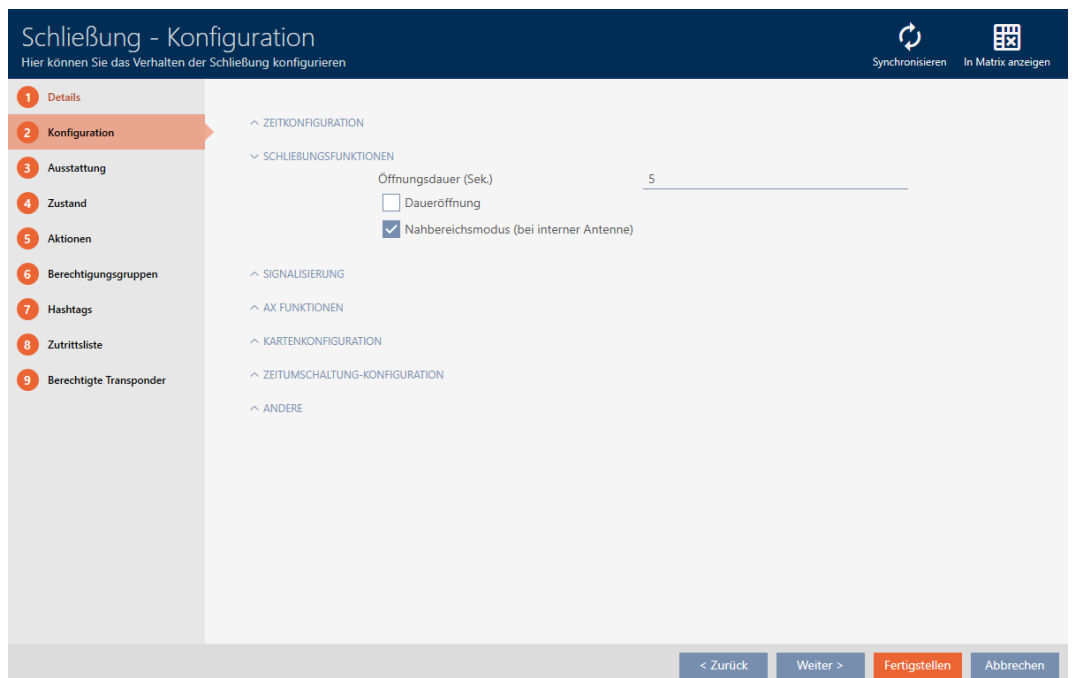 Schließung - Konfiguration
Hier können Sie das Verhalten der Schließung konfigurieren
Synchronisieren
In Matrix anzeigen
1 Details
2 Konfiguration
3 Ausstattung
4 Zustand
5 Aktionen
6 Berechtigungsgruppen
7 Hashtags
8 Zutrittsliste
9 Berechtigte Transponder
ZEITKONFIGURATION
SCHLIEßUNGSFUNKTIONEN
Öffnungsdauer (Sek.) 5
Daueröffnung
Nahbereichsmodus (bei interner Antenne)
SIGNALISIERUNG
AX FUNKTIONEN
KARTENKONFIGURATION
ZEITUMSCHALTUNG-KONFIGURATION
ANDERE
< Zurück
Weiter >
Fertigstellen
Abbrechen